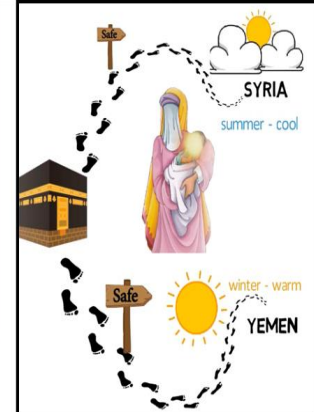 Safe
SYRIA
summer - cool
winter - warm
Safe
YEMEN